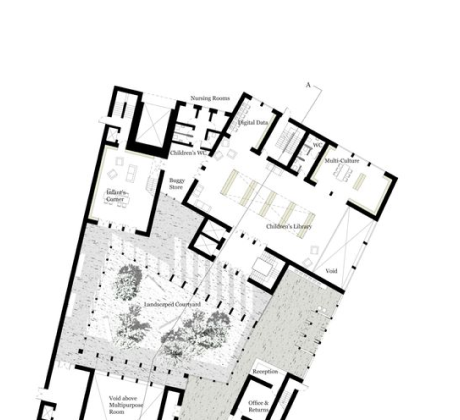 A
Nursing Rooms
Digital Data
WC
Children's WC
Multi-Culture
Buggy
Store
Infant's
Corner
Children's Library
Void
Landscaped Courtyard
Reception
Void above
Multipurpose
Room
Office &
Returns